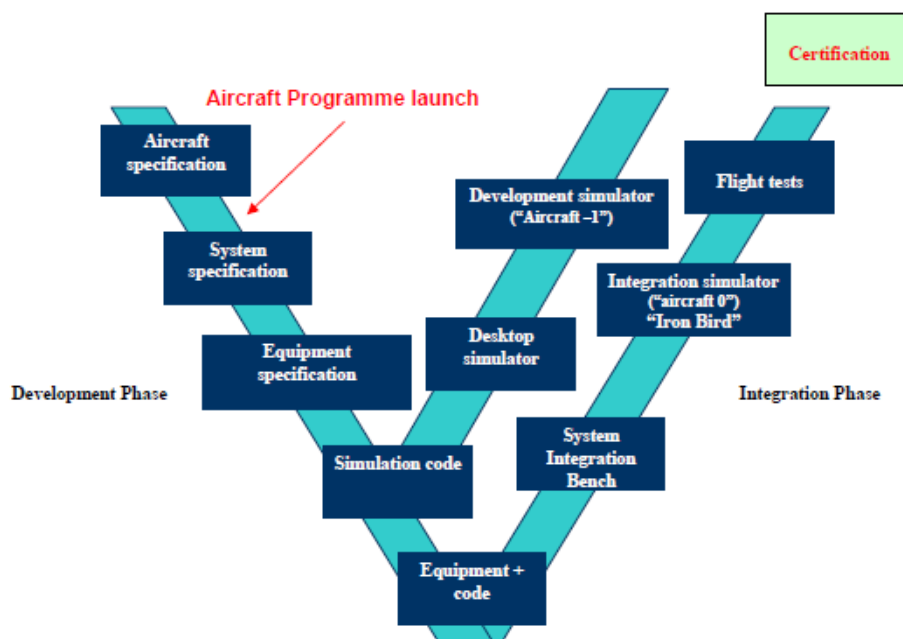 Certification
Aircraft Programme launch
Aircraft
specification
Flight tests
Development simulator
(“Aircraft –1”)
System
specification
Integration simulator
(“aircraft 0”)
“Iron Bird”
Equipment
specification
Desktop
simulator
Development Phase
Integration Phase
System
Integration
Bench
Simulation code
Equipment +
code